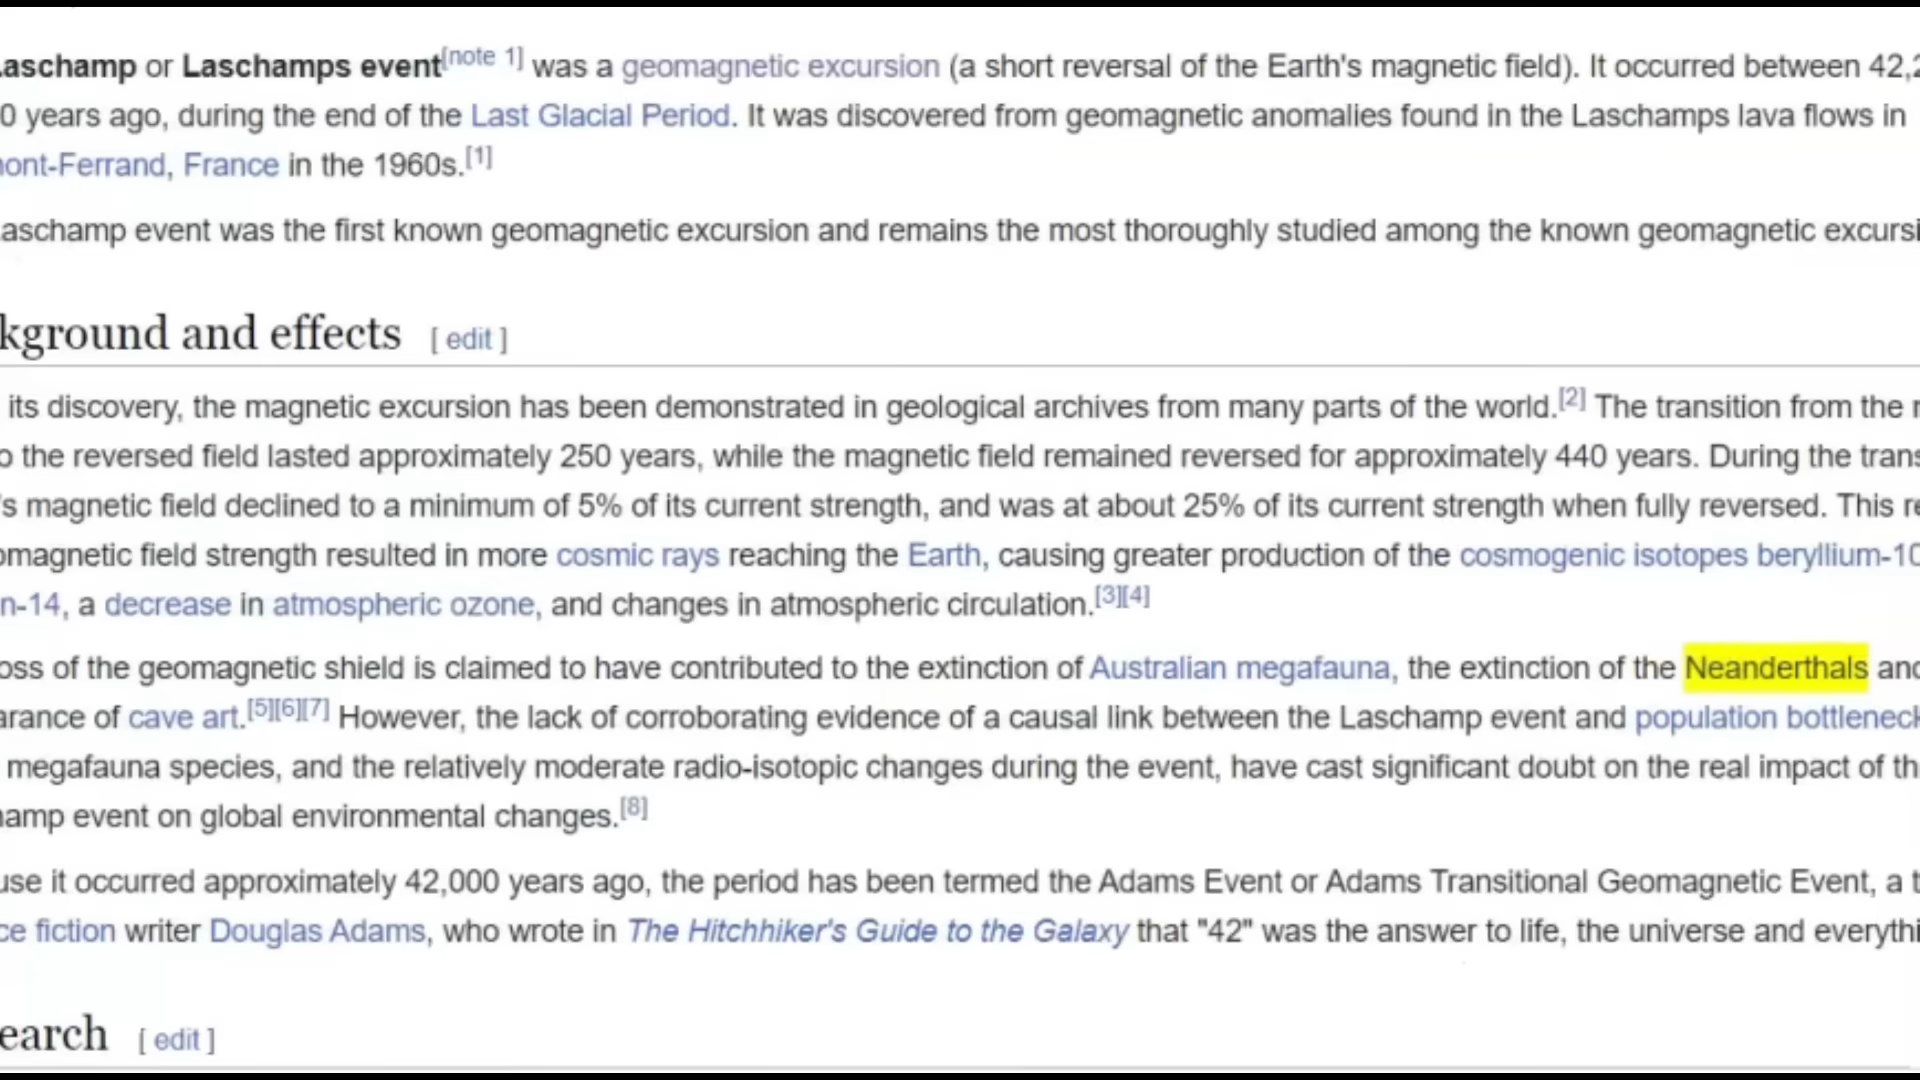 aschamp or Laschamps event[note 1] was a geomagnetic excursion (a short reversal of the Earth's magnetic field). It occurred between 42,2
0 years ago, during the end of the Last Glacial Period. It was discovered from geomagnetic anomalies found in the Laschamps lava flows in
ont-Ferrand, France in the 1960s.[1]
aschamp event was the first known geomagnetic excursion and remains the most thoroughly studied among the known geomagnetic excursi
kground and effects [ edit ]
its discovery, the magnetic excursion has been demonstrated in geological archives from many parts of the world.[2] The transition from the
o the reversed field lasted approximately 250 years, while the magnetic field remained reversed for approximately 440 years. During the trans
's magnetic field declined to a minimum of 5% of its current strength, and was at about 25% of its current strength when fully reversed. This re
omagnetic field strength resulted in more cosmic rays reaching the Earth, causing greater production of the cosmogenic isotopes beryllium-10
n-14, a decrease in atmospheric ozone, and changes in atmospheric circulation.[3][4]
oss of the geomagnetic shield is claimed to have contributed to the extinction of Australian megafauna, the extinction of the Neanderthals and
arance of cave art.[5][6][7] However, the lack of corroborating evidence of a causal link between the Laschamp event and population bottleneck
megafauna species, and the relatively moderate radio-isotopic changes during the event, have cast significant doubt on the real impact of th
amp event on global environmental changes.[8]
use it occurred approximately 42,000 years ago, the period has been termed the Adams Event or Adams Transitional Geomagnetic Event, a t
ce fiction writer Douglas Adams, who wrote in The Hitchhiker's Guide to the Galaxy that "42" was the answer to life, the universe and everythi
earch [ edit ]